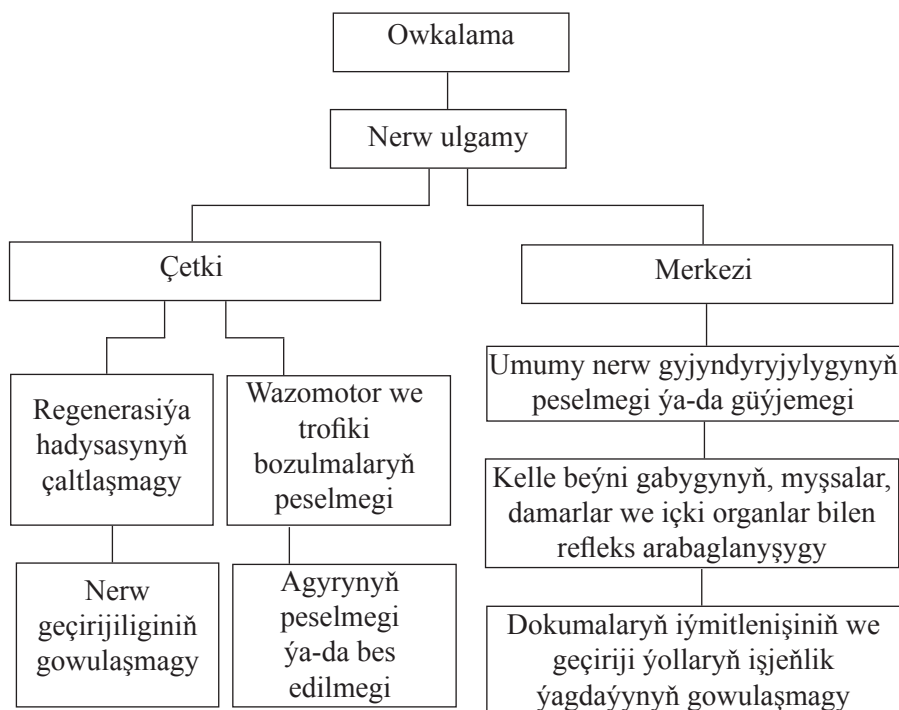 Owkalama
Nerw ulgamy
Çetki
Merkezi
Regenerasiýa
hadysasynyň
çaltlaşmagy
Wazomotor we
trofiki
bozulmalaryň
peselmegi
Nerw
geçirijiliginiň
gowulaşmagy
Agyrynyň
peselmegi
ýa-da bes
edilmegi
Umumy nerw gyjyndyryjylygynyň
peselmegi ýa-da güýjemegi
Kelle beýni gabygynyň, myşsalar,
damarlar we içki organlar bilen
refleks arabaglanyşygy
Dokumalaryň iýmitlenişiniň we
geçiriji ýollaryň işjeňlik
ýagdaýynyň gowulaşmagy